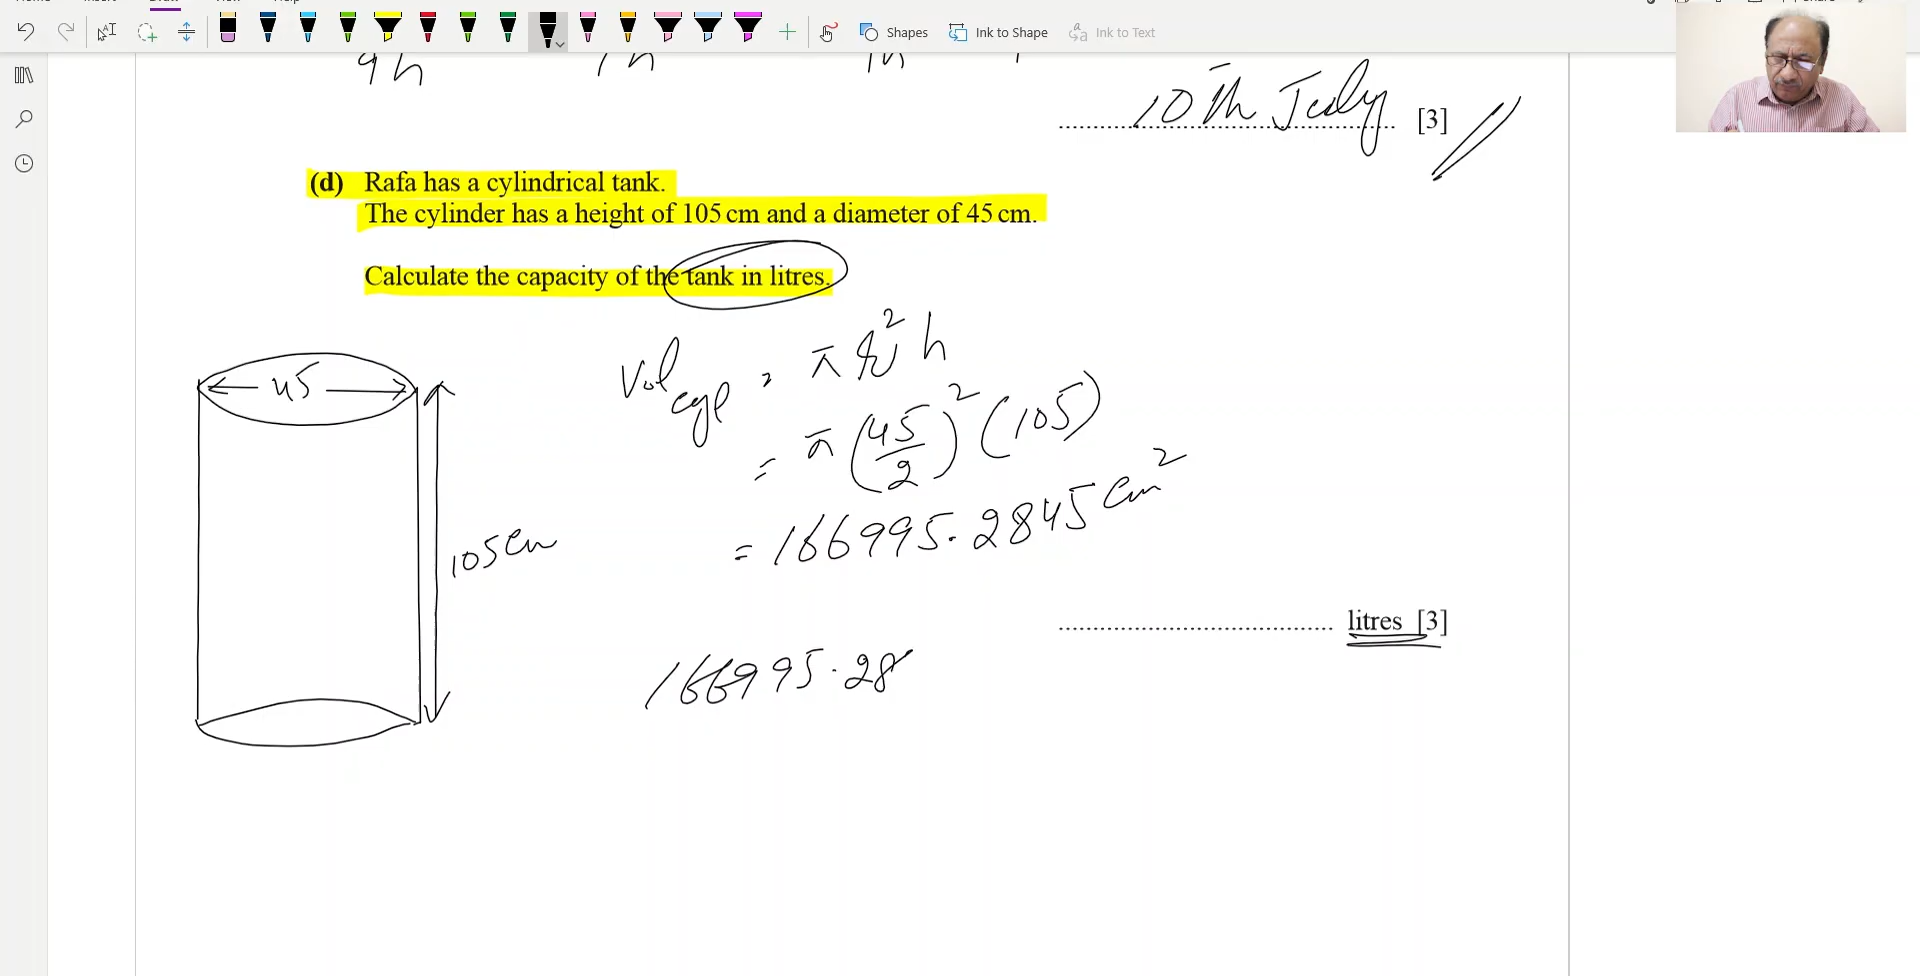 Shapes
Ink to Shape
Ink to Text
10th July [3]
(d) Rafa has a cylindrical tank.
The cylinder has a height of 105 cm and a diameter of 45 cm.
Calculate the capacity of the tank in litres.
Vol cyl = πr²h
= π(45/2)²(105)
= 166995.2845 cm²
45
105 cm
litres [3]
166995.28